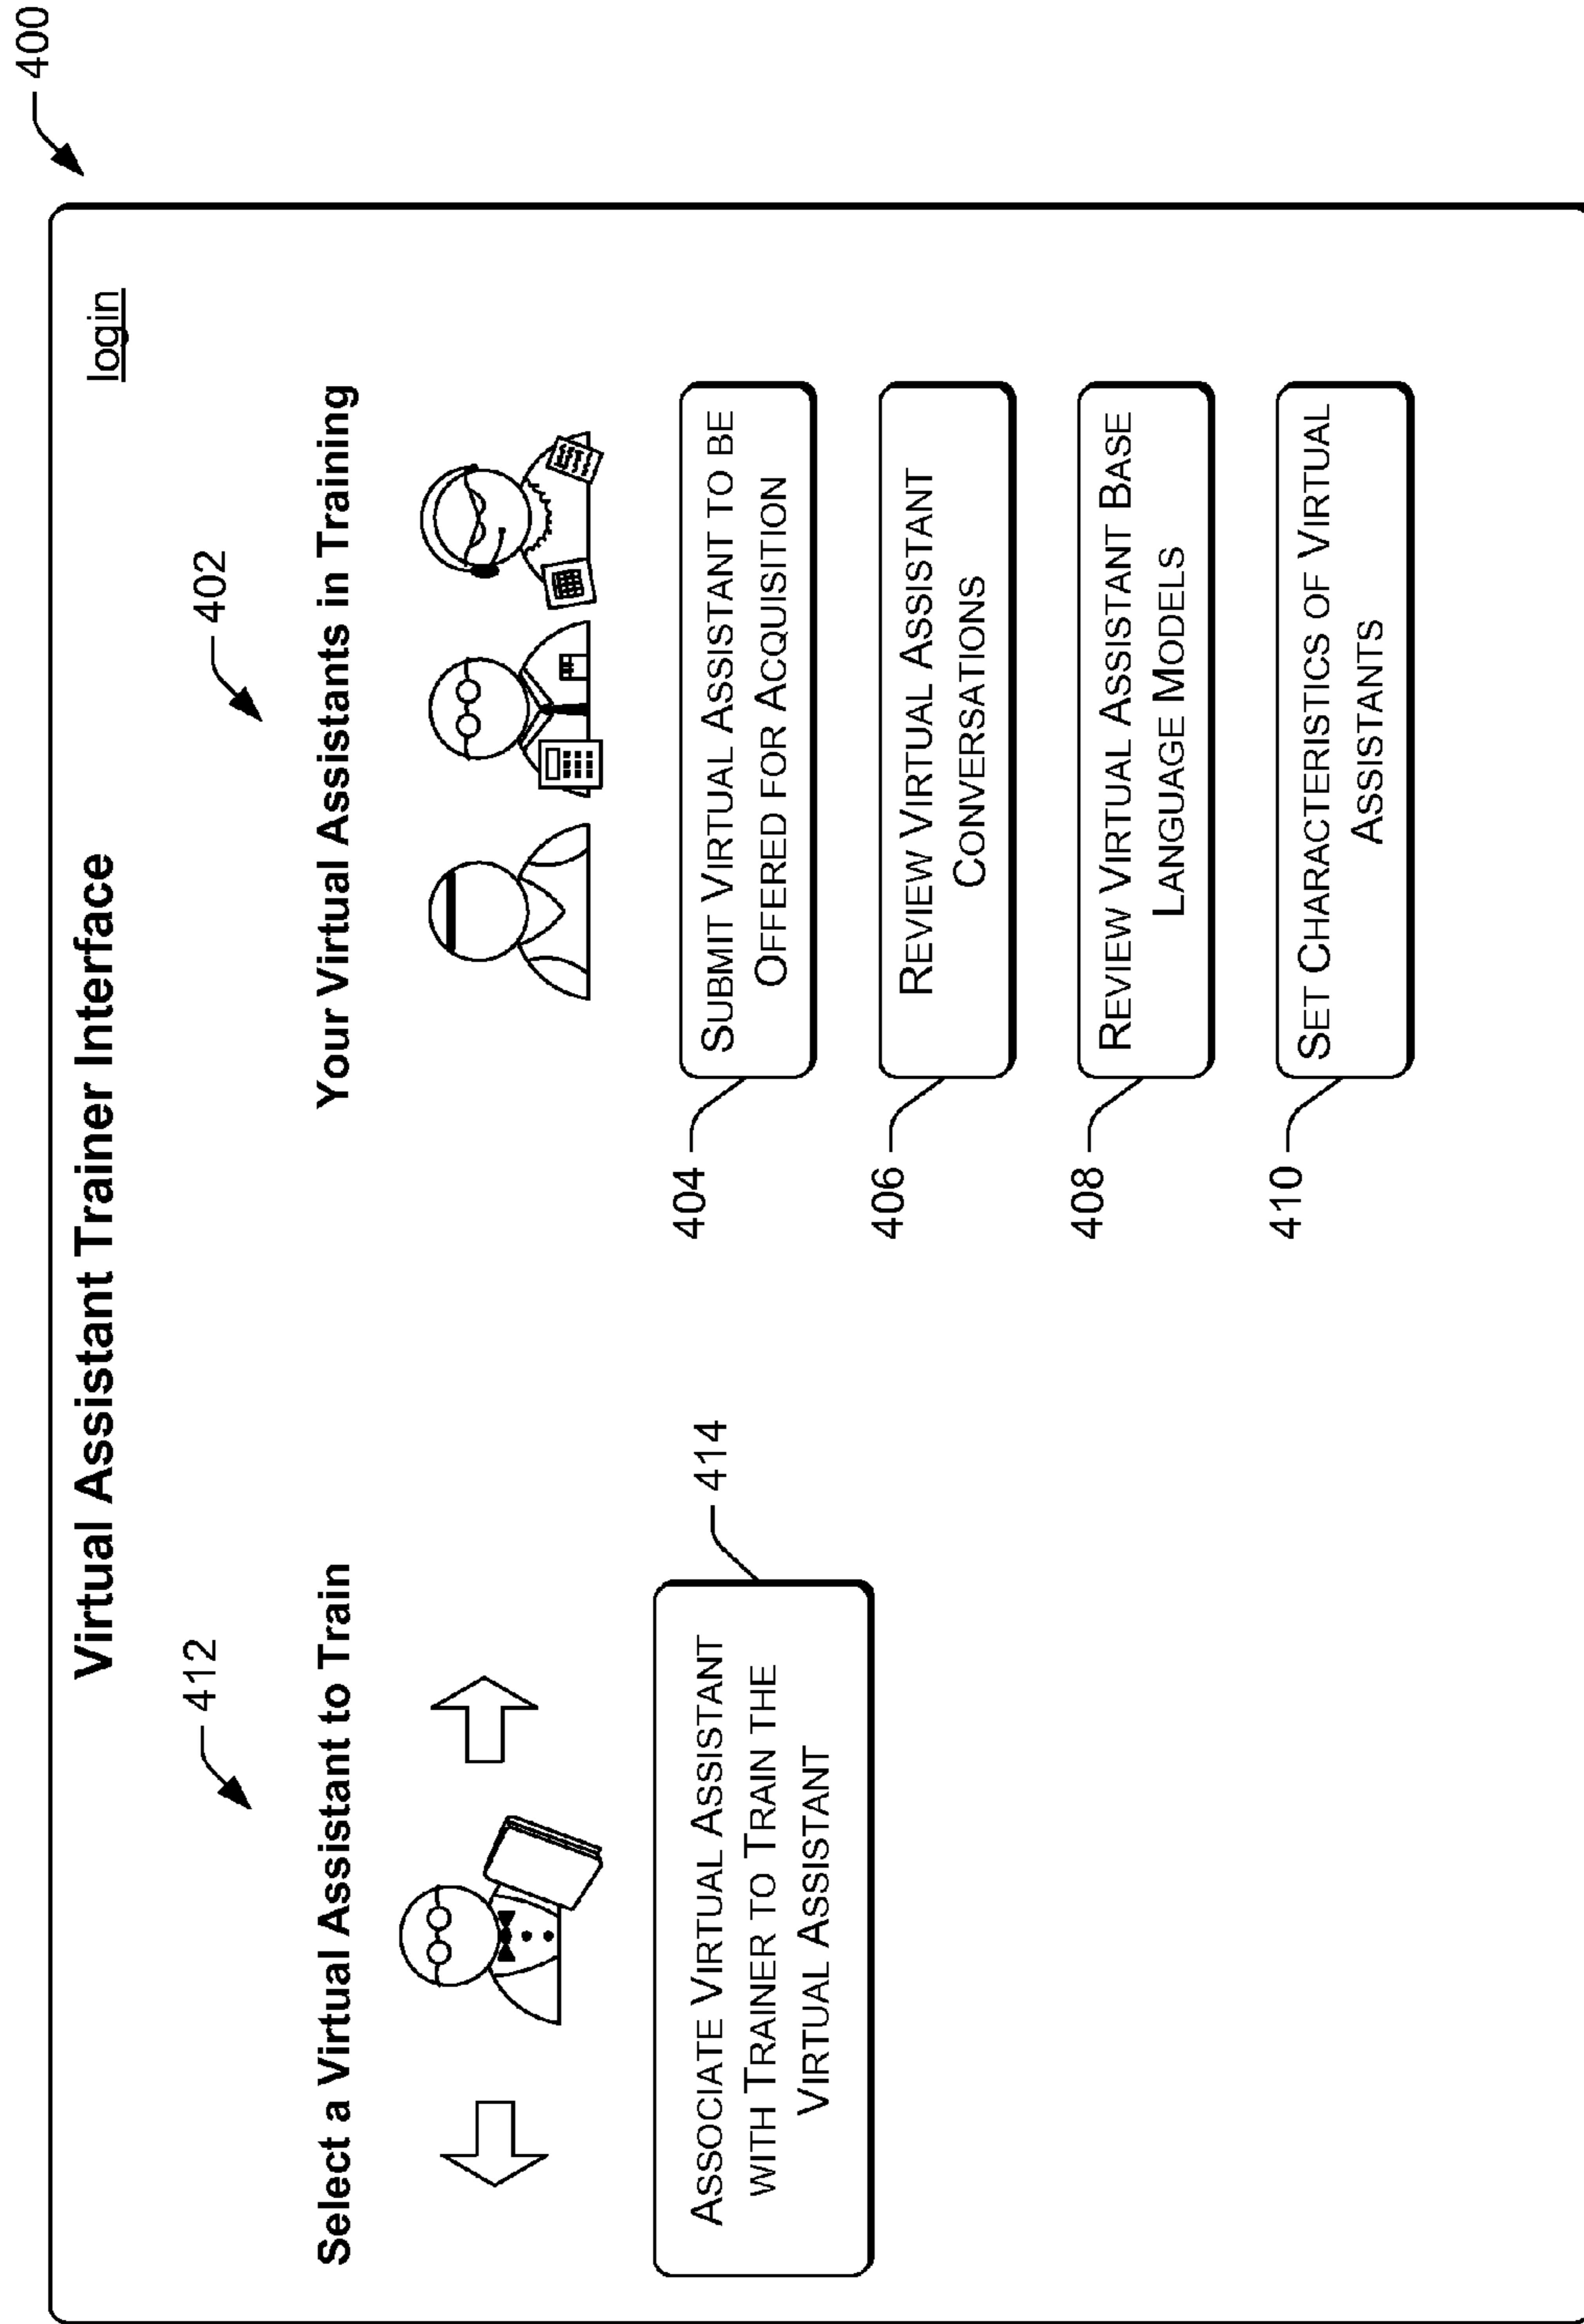 400
Virtual Assistant Trainer Interface
login
412
Select a Virtual Assistant to Train
414
ASSOCIATE VIRTUAL ASSISTANT
WITH TRAINER TO TRAIN THE
VIRTUAL ASSISTANT
402
Your Virtual Assistants in Training
404
SUBMIT VIRTUAL ASSISTANT TO BE
OFFERED FOR ACQUISITION
406
REVIEW VIRTUAL ASSISTANT
CONVERSATIONS
408
REVIEW VIRTUAL ASSISTANT BASE
LANGUAGE MODELS
410
SET CHARACTERISTICS OF VIRTUAL
ASSISTANTS